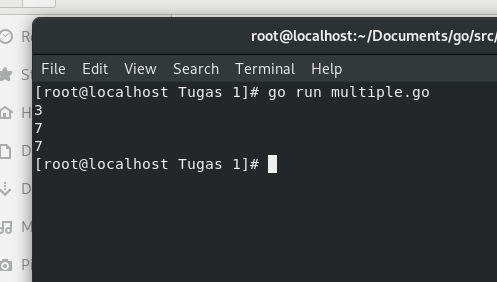 root@localhost:~/Documents/go/src/
File Edit View Search Terminal Help
[root@localhost Tugas 1]# go run multiple.go
3
7
7
[root@localhost Tugas 1]#